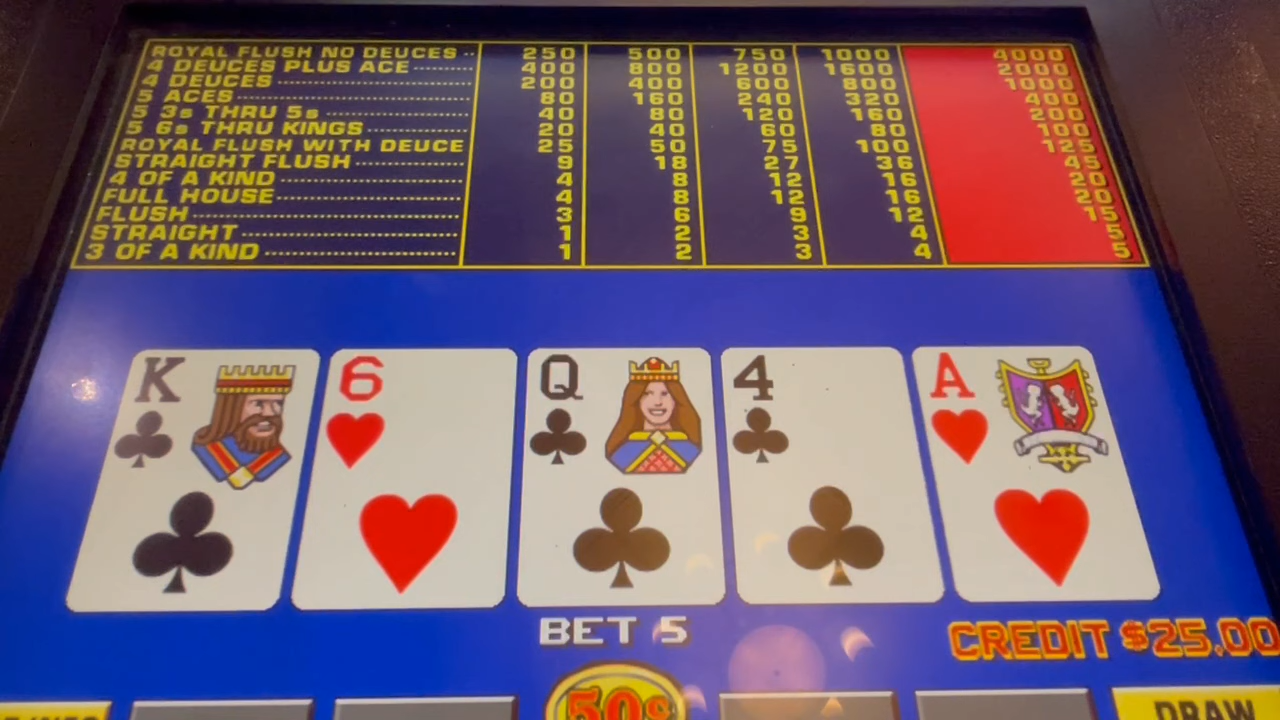 ROYAL FLUSH NO DEUCES 250 500 750 1000 4000
4 DEUCES PLUS ACE 400 800 1200 1600 2000
4 DEUCES 200 400 600 800 1000
5 ACES 80 160 240 320 400
5 3s THRU 5s 40 80 120 160 200
5 6s THRU KINGS 20 40 60 80 100
ROYAL FLUSH WITH DEUCE 25 50 75 100 125
STRAIGHT FLUSH 9 18 27 36 45
4 OF A KIND 4 8 12 16 20
FULL HOUSE 4 8 12 16 20
FLUSH 3 6 9 12 15
STRAIGHT 1 2 3 4 5
3 OF A KIND 1 2 3 4 5
K 6 Q 4 A
BET 5
CREDIT $25.00
50¢
DRAW